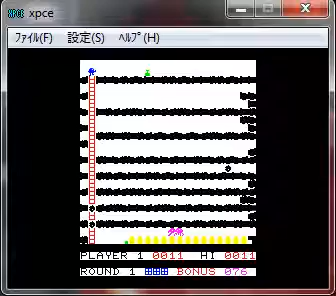 xpce
ﾌｧｲﾙ(F) 設定(S) ﾍﾙﾌﾟ(H)
PLAYER 1 0011 HI 0011
ROUND 1 BONUS 076